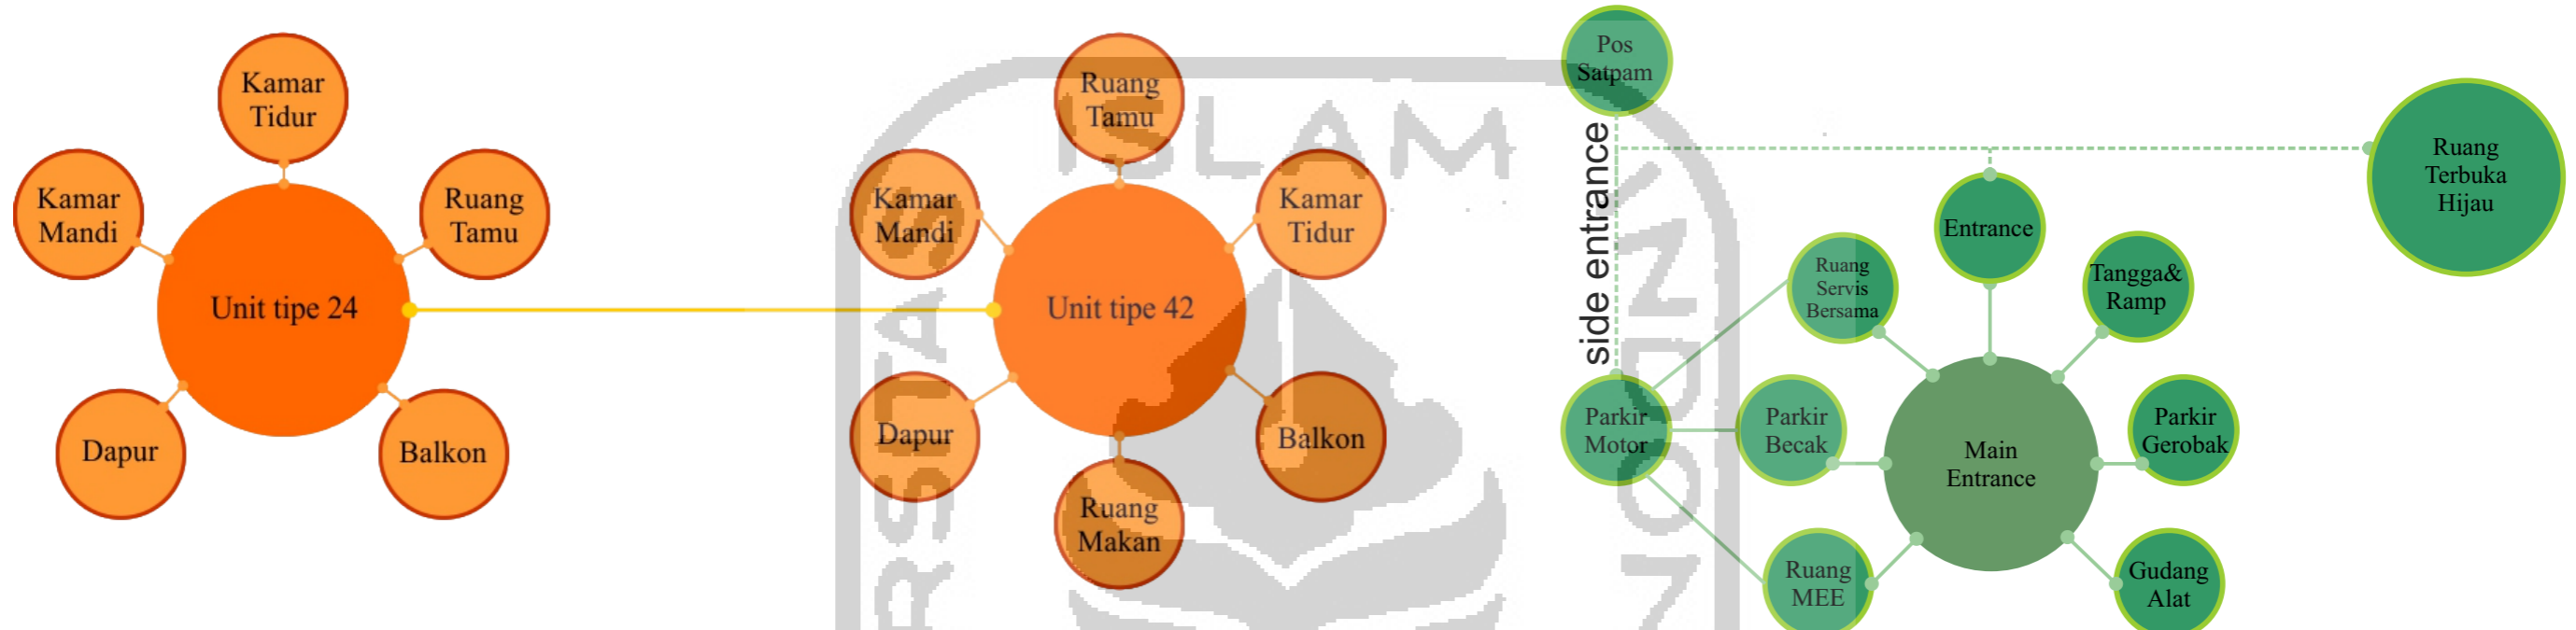 Kamar
Tidur
Kamar
Mandi
Ruang
Tamu
Unit tipe 24
Dapur
Balkon
Ruang
Tamu
Kamar
Mandi
Kamar
Tidur
Unit tipe 42
Dapur
Balkon
Ruang
Makan
Pos
Satpam
side entrance
Ruang
Terbuka
Hijau
Entrance
Ruang
Servis
Bersama
Tangga&
Ramp
Parkir
Motor
Parkir
Becak
Main
Entrance
Parkir
Gerobak
Ruang
MEE
Gudang
Alat
ISLAM